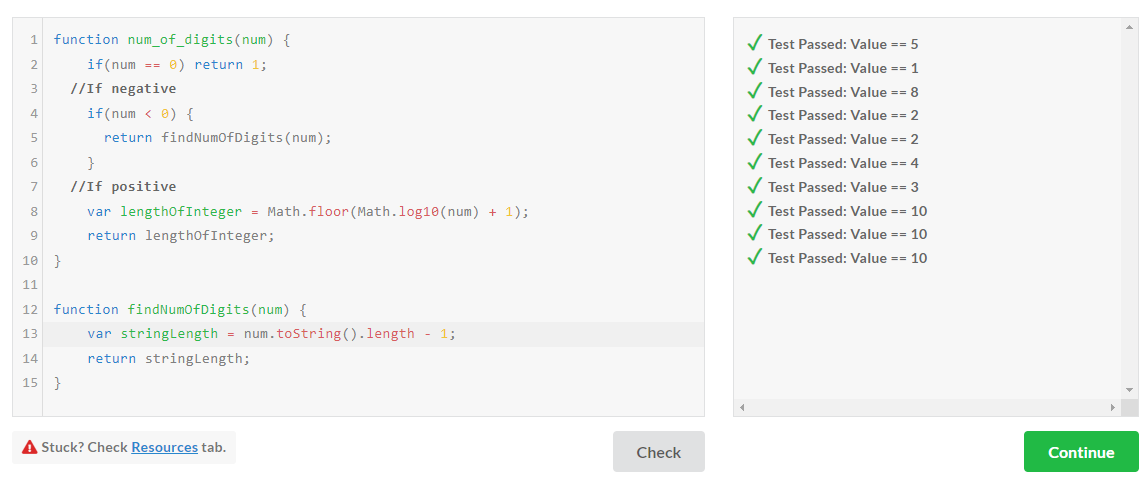 1 function num_of_digits(num) {
2     if(num == 0) return 1;
3   //If negative
4     if(num < 0) {
5       return findNumOfDigits(num);
6     }
7   //If positive
8     var lengthOfInteger = Math.floor(Math.log10(num) + 1);
9     return lengthOfInteger;
10 }
11
12 function findNumOfDigits(num) {
13     var stringLength = num.toString().length - 1;
14     return stringLength;
15 }
Stuck? Check Resources tab.
Check
Test Passed: Value == 5
Test Passed: Value == 1
Test Passed: Value == 8
Test Passed: Value == 2
Test Passed: Value == 2
Test Passed: Value == 4
Test Passed: Value == 3
Test Passed: Value == 10
Test Passed: Value == 10
Test Passed: Value == 10
Continue